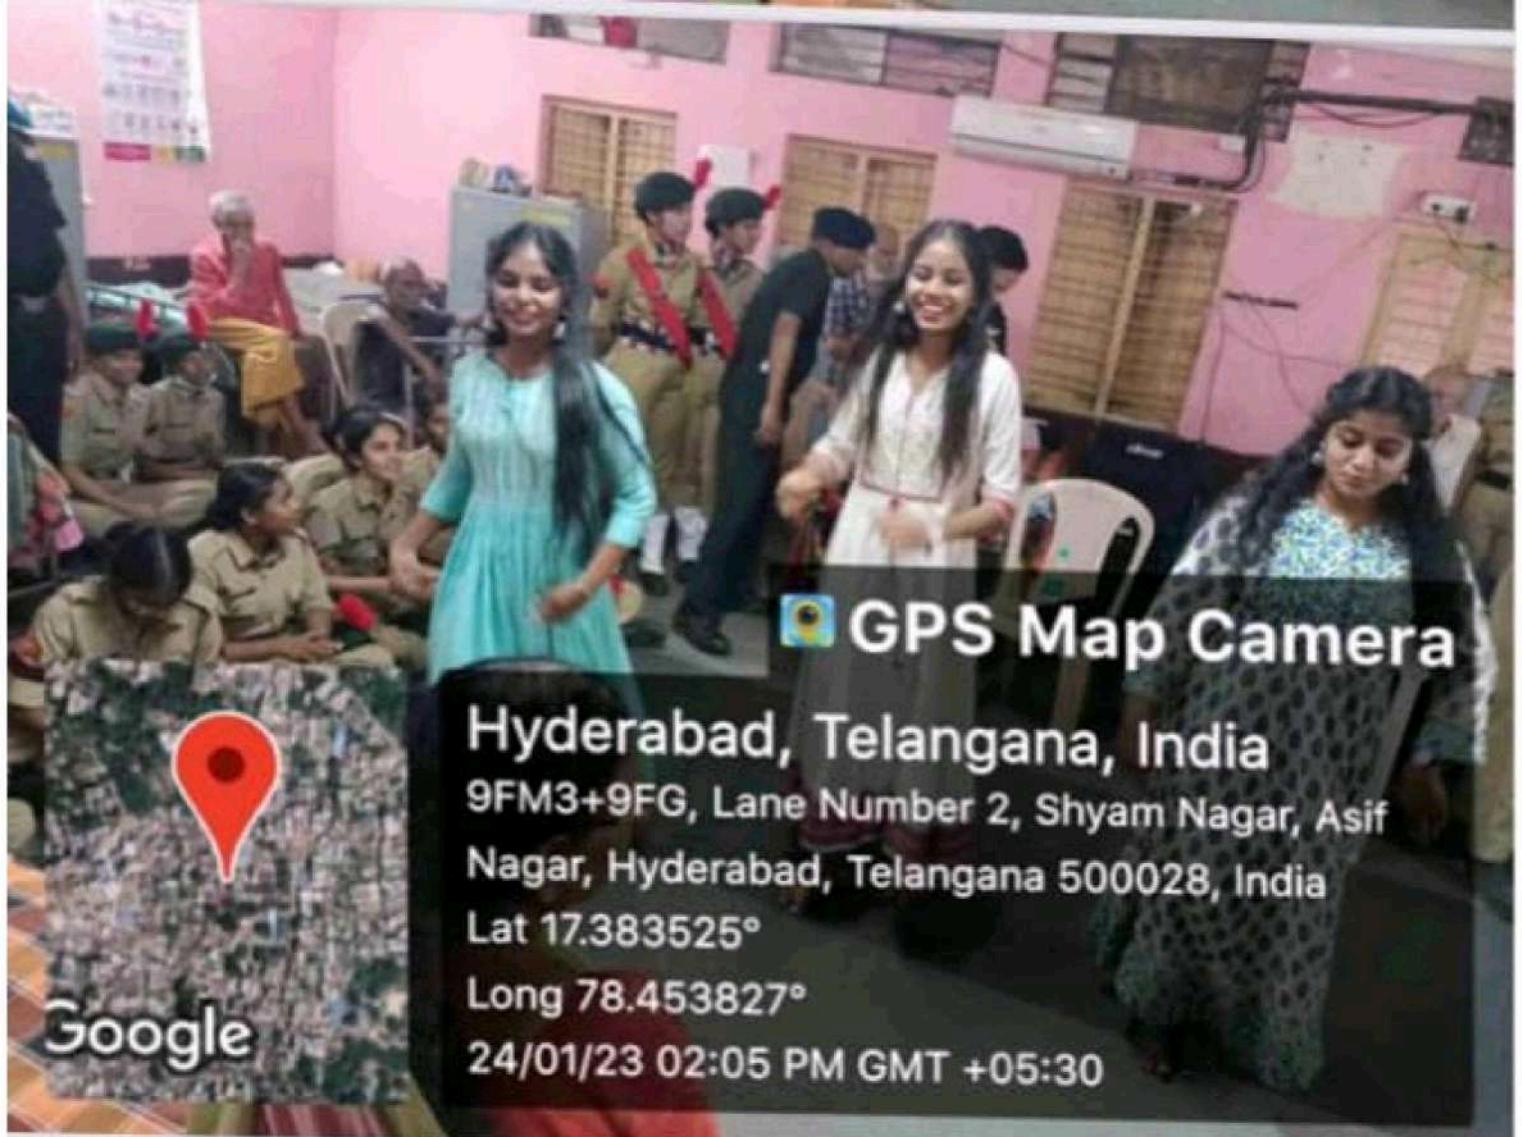 GPS Map Camera
Hyderabad, Telangana, India
9FM3+9FG, Lane Number 2, Shyam Nagar, Asif
Nagar, Hyderabad, Telangana 500028, India
Lat 17.383525°
Long 78.453827°
24/01/23 02:05 PM GMT +05:30
Google